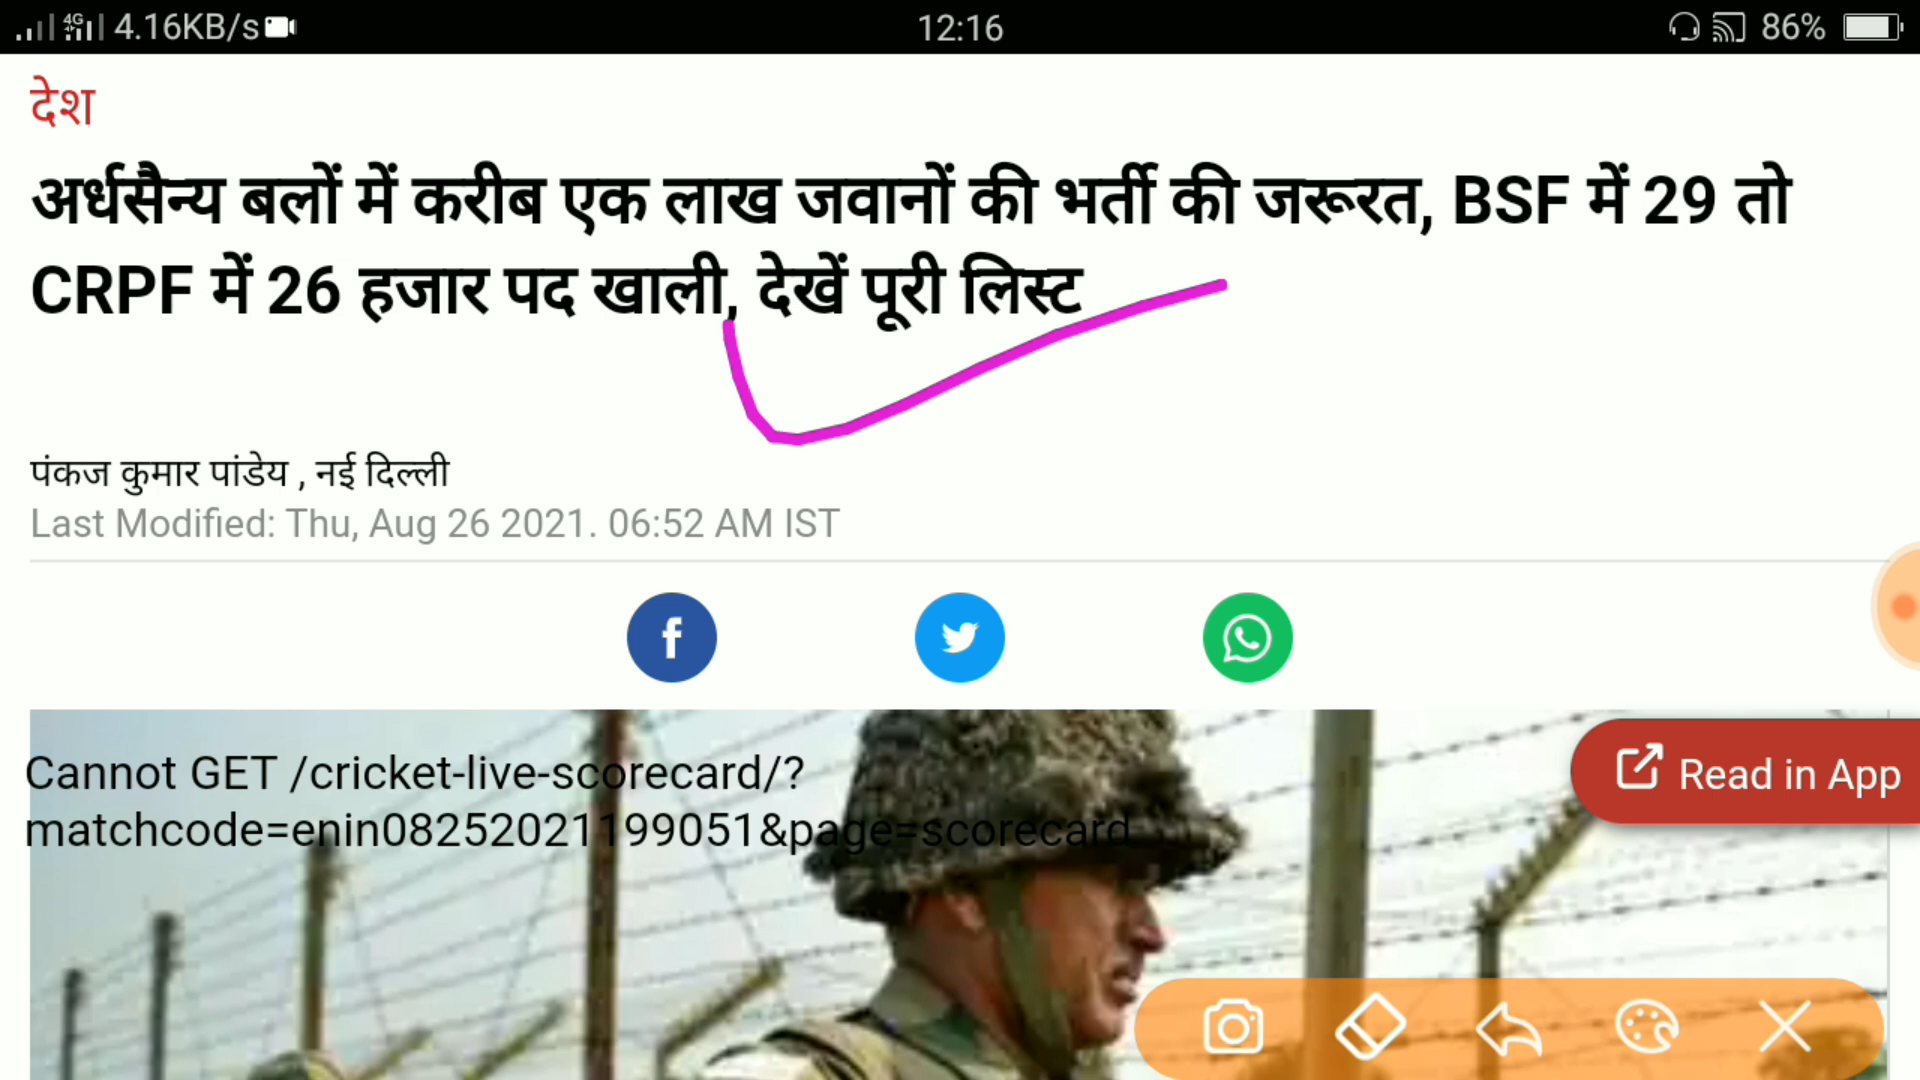 4G 4.16KB/s 12:16 86%
देश
अर्धसैन्य बलों में करीब एक लाख जवानों की भर्ती की जरूरत, BSF में 29 तो
CRPF में 26 हजार पद खाली, देखें पूरी लिस्ट
पंकज कुमार पांडेय , नई दिल्ली
Last Modified: Thu, Aug 26 2021. 06:52 AM IST
Cannot GET /cricket-live-scorecard/?
matchcode=enin08252021199051&page=scorecard
Read in App